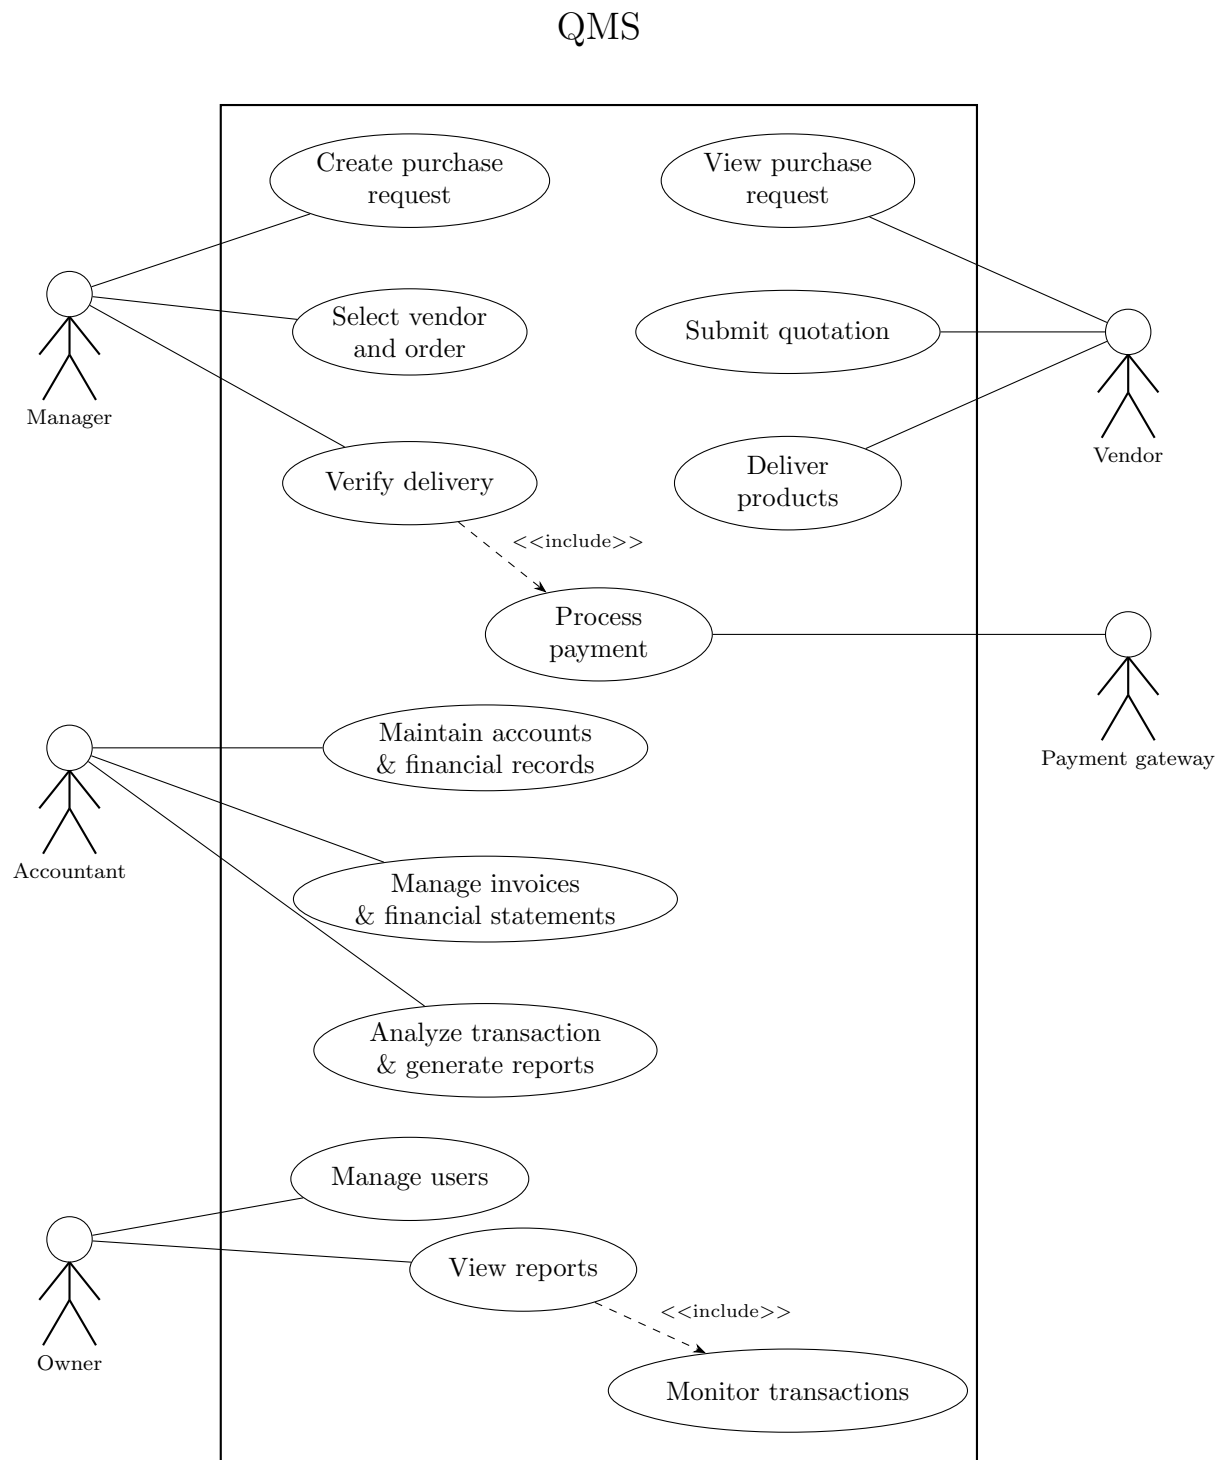 QMS
Create purchase
request
View purchase
request
Select vendor
and order
Submit quotation
Manager
Vendor
Verify delivery
Deliver
products
<<include>>
Process
payment
Maintain accounts
& financial records
Payment gateway
Accountant
Manage invoices
& financial statements
Analyze transaction
& generate reports
Manage users
View reports
<<include>>
Owner
Monitor transactions